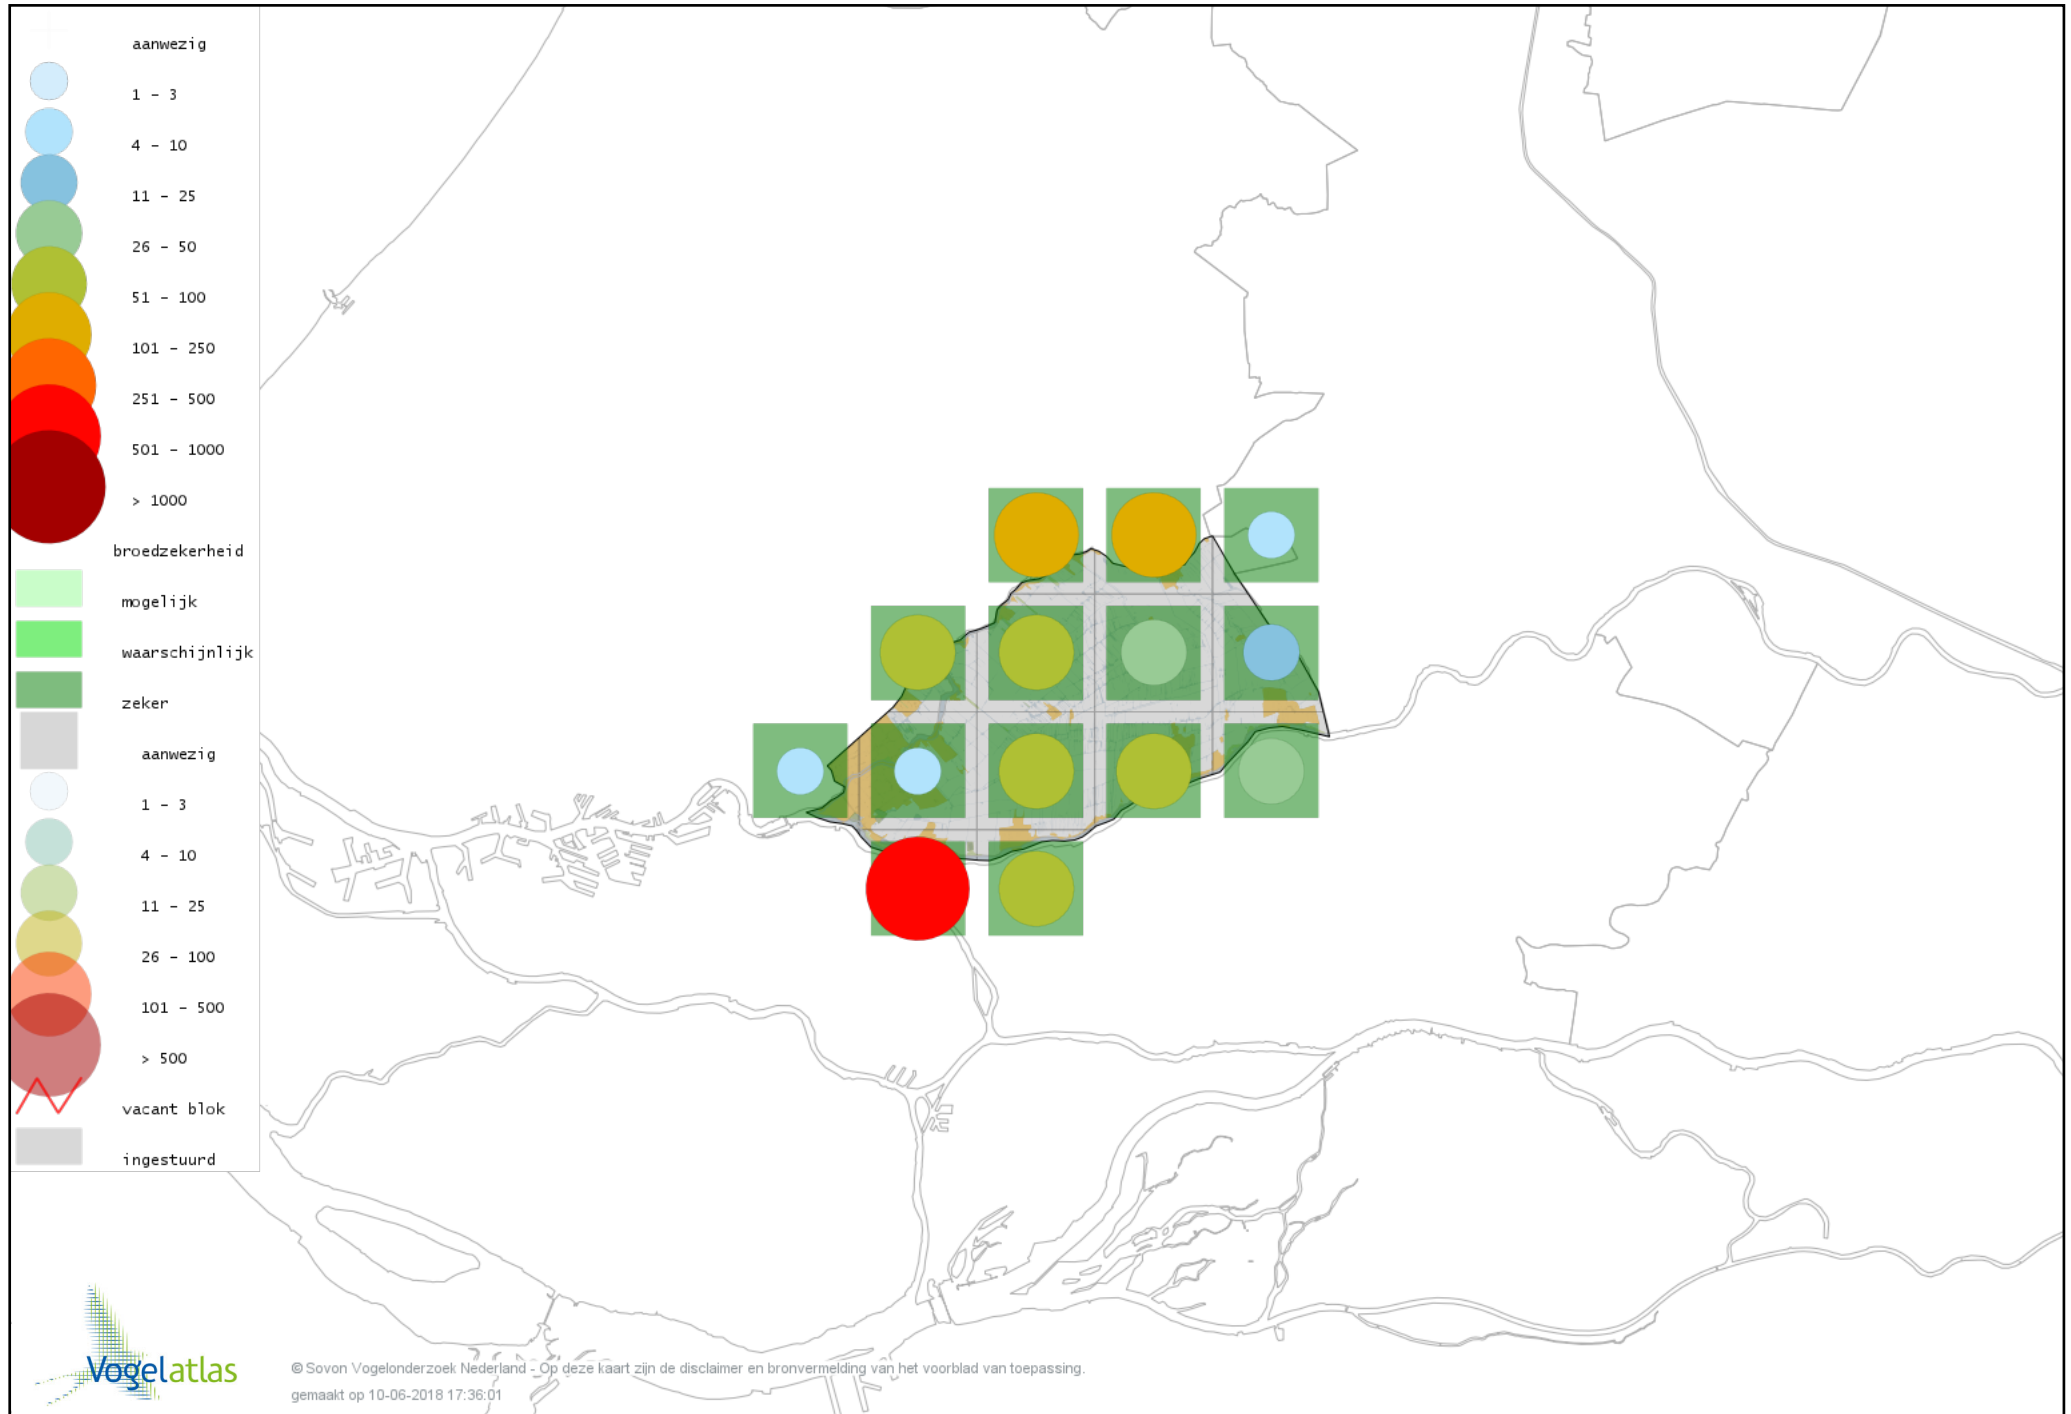 aanwezig
1 - 3
4 - 10
11 - 25
26 - 50
51 - 100
101 - 250
251 - 500
501 - 1000
> 1000
broedzekerheid
mogelijk
waarschijnlijk
zeker
aanwezig
1 - 3
4 - 10
11 - 25
26 - 100
101 - 500
> 500
vacant blok
ingestuurd
Vogelatlas
© Sovon Vogelonderzoek Nederland - Op deze kaart zijn de disclaimer en bronvermelding van het voorblad van toepassing.
gemaakt op 10-06-2018 17:36:01